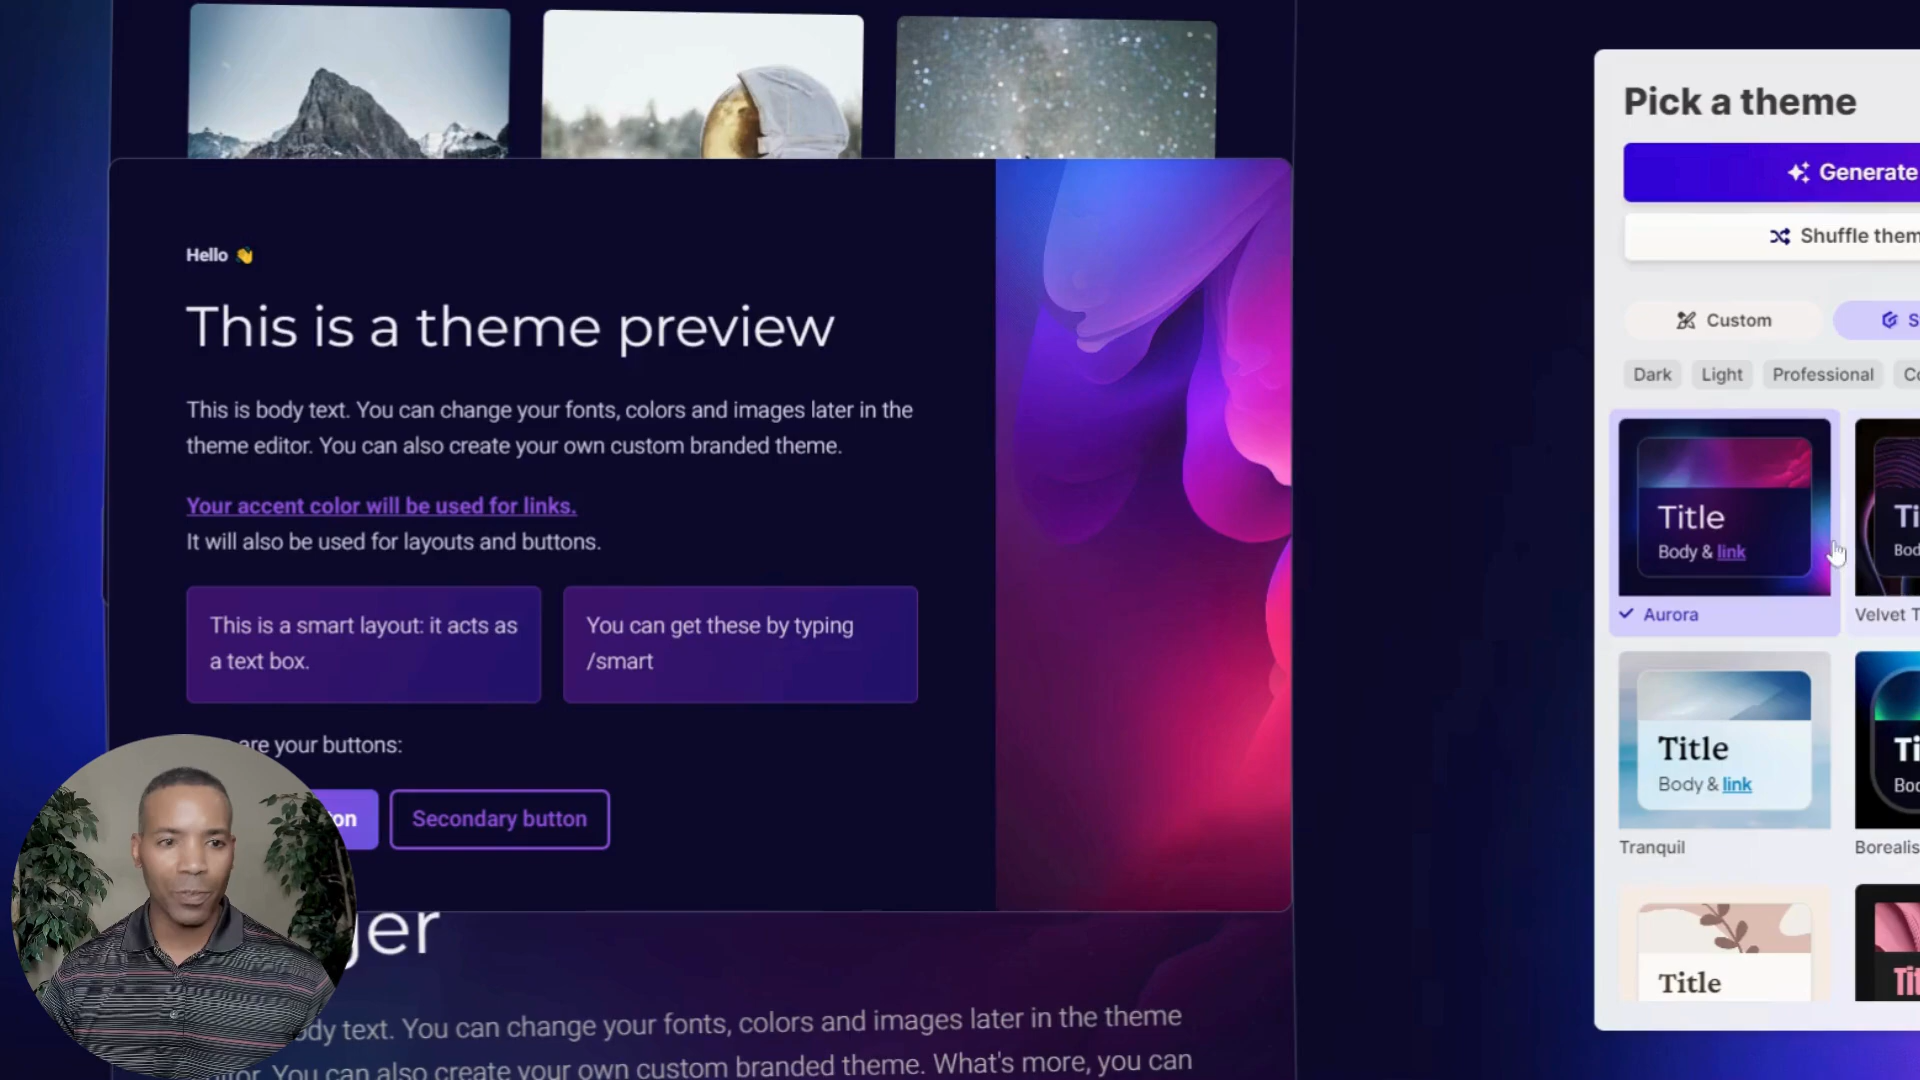 Hello 👋
This is a theme preview
This is body text. You can change your fonts, colors and images later in the
theme editor. You can also create your own custom branded theme.
Your accent color will be used for links.
It will also be used for layouts and buttons.
This is a smart layout: it acts as
a text box.
You can get these by typing
/smart
are your buttons:
Secondary button
text. You can change your fonts, colors and images later in the theme
You can also create your own custom branded theme. What's more, you can
Pick a theme
Generate
Shuffle
Custom
Dark
Light
Professional
Title
Body & link
Aurora
Velvet
Title
Body & link
Tranquil
Borealis
Title